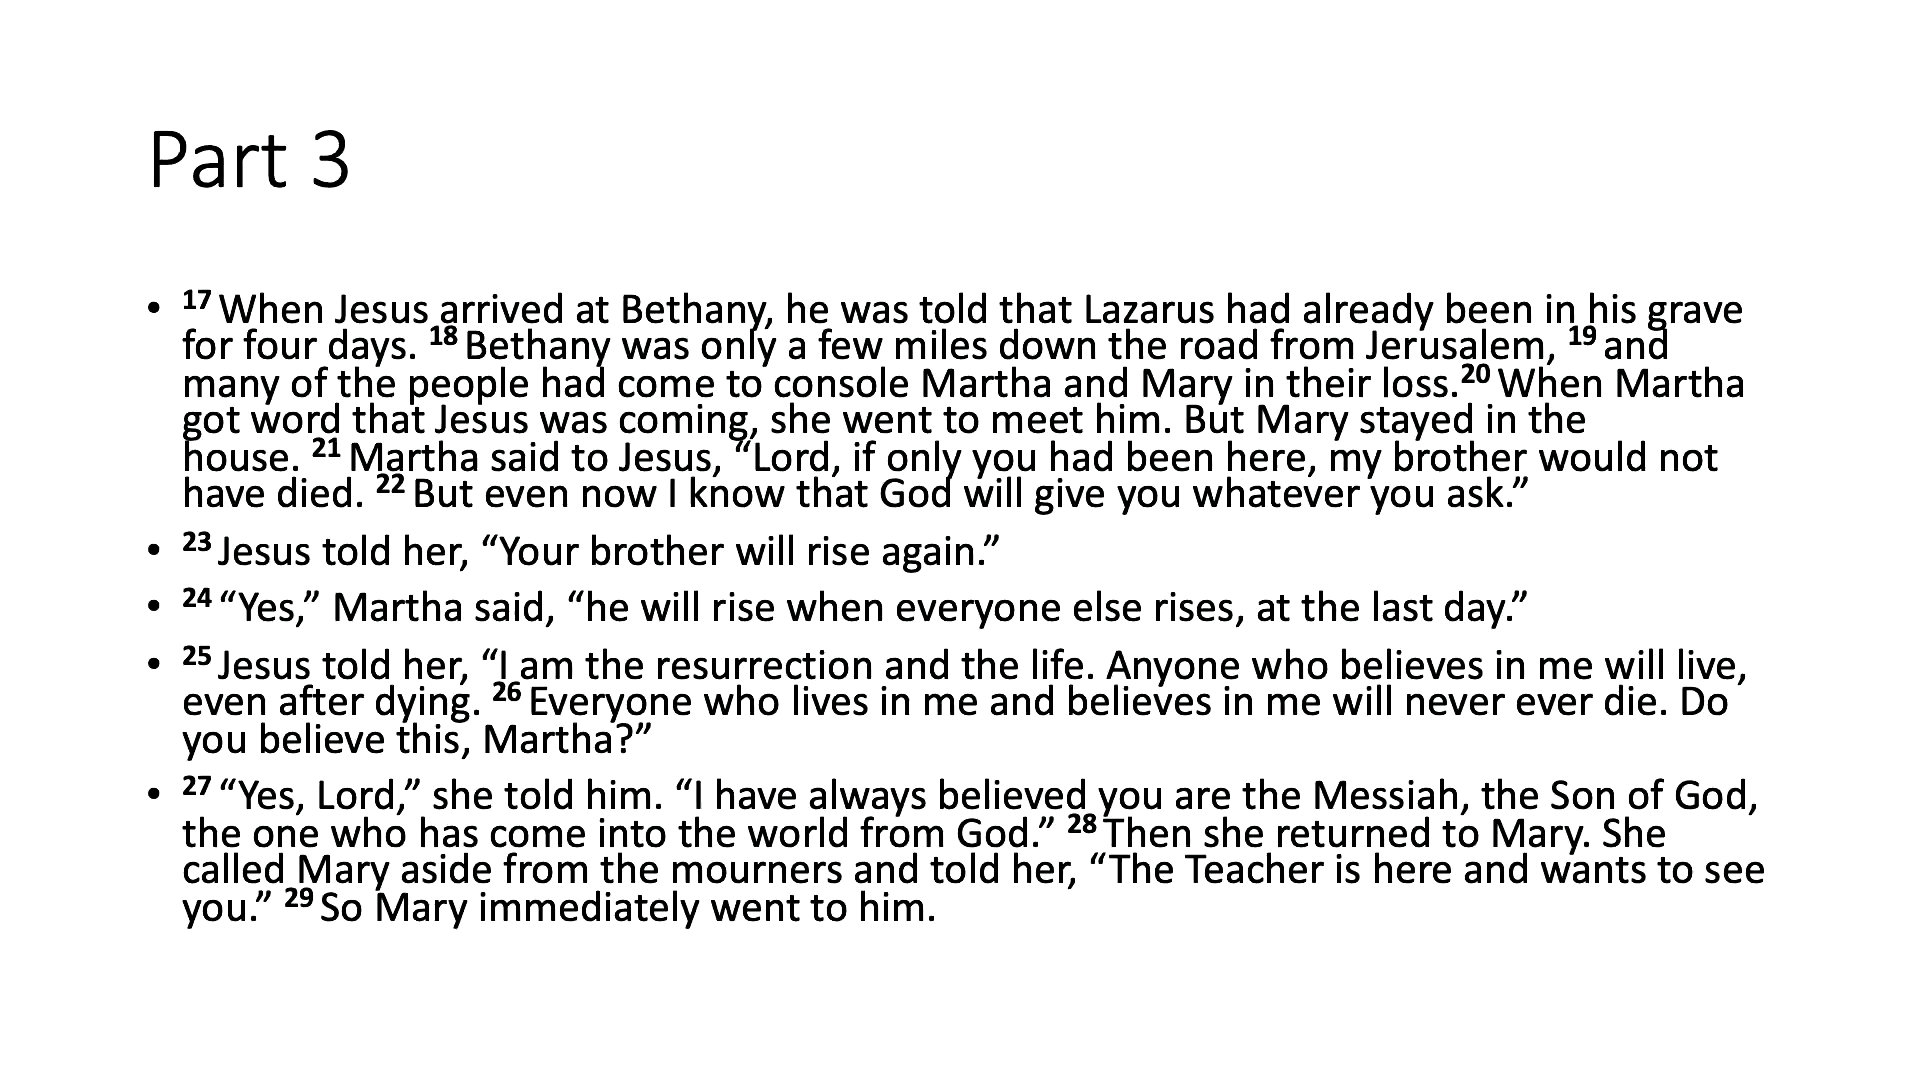 Part 3
• 17 When Jesus arrived at Bethany, he was told that Lazarus had already been in his grave
for four days. 18 Bethany was only a few miles down the road from Jerusalem, 19 and
many of the people had come to console Martha and Mary in their loss.20 When Martha
got word that Jesus was coming, she went to meet him. But Mary stayed in the
house. 21 Martha said to Jesus, “Lord, if only you had been here, my brother would not
have died. 22 But even now I know that God will give you whatever you ask.”
• 23 Jesus told her, “Your brother will rise again.”
• 24 “Yes,” Martha said, “he will rise when everyone else rises, at the last day.”
• 25 Jesus told her, “I am the resurrection and the life. Anyone who believes in me will live,
even after dying. 26 Everyone who lives in me and believes in me will never ever die. Do
you believe this, Martha?”
• 27 “Yes, Lord,” she told him. “I have always believed you are the Messiah, the Son of God,
the one who has come into the world from God.” 28 Then she returned to Mary. She
called Mary aside from the mourners and told her, “The Teacher is here and wants to see
you.” 29 So Mary immediately went to him.